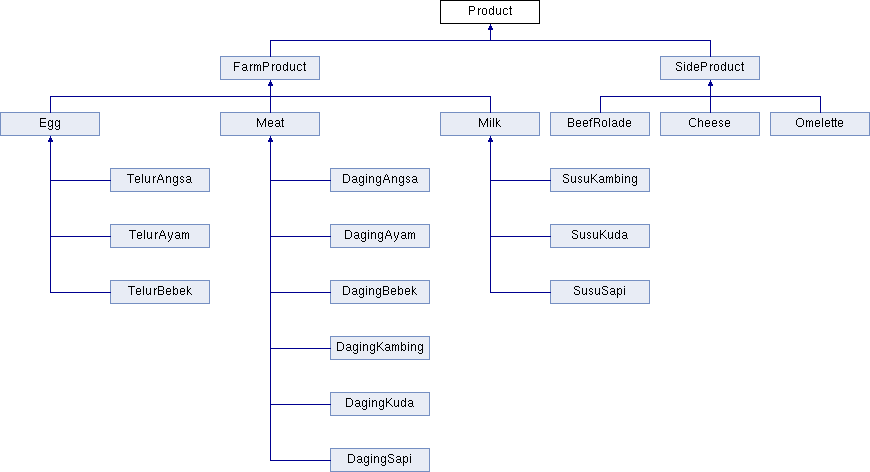 Product
FarmProduct
SideProduct
Egg
Meat
Milk
BeefRolade
Cheese
Omelette
TelurAngsa
DagingAngsa
SusuKambing
TelurAyam
DagingAyam
SusuKuda
TelurBebek
DagingBebek
SusuSapi
DagingKambing
DagingKuda
DagingSapi